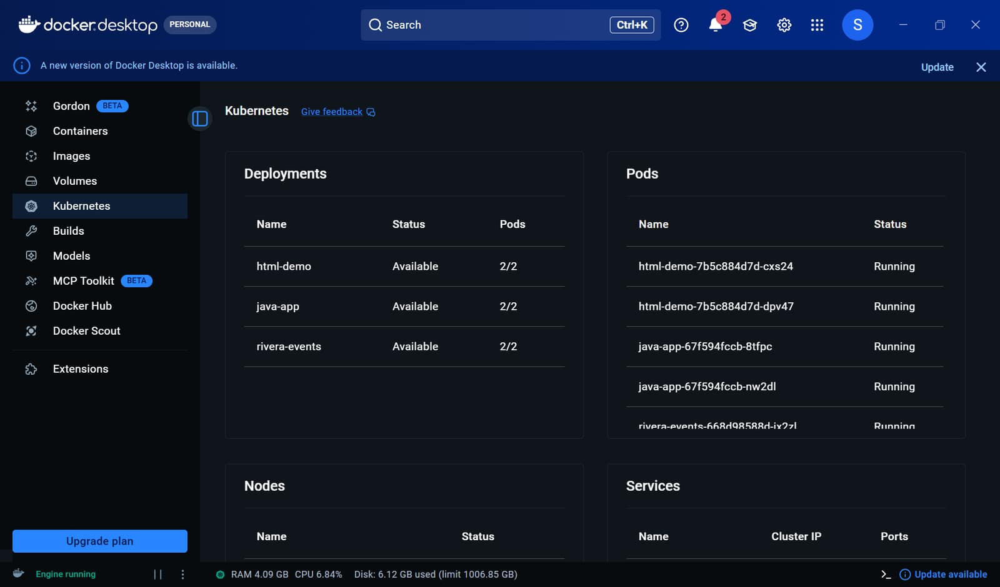 docker.desktop PERSONAL
Search Ctrl+K
2
S
A new version of Docker Desktop is available.
Update
Gordon BETA
Containers
Images
Volumes
Kubernetes
Builds
Models
MCP Toolkit BETA
Docker Hub
Docker Scout
Extensions
Upgrade plan
Kubernetes Give feedback
Deployments
Name Status Pods
html-demo Available 2/2
java-app Available 2/2
rivera-events Available 2/2
Pods
Name Status
html-demo-7b5c884d7d-cxs24 Running
html-demo-7b5c884d7d-dpv47 Running
java-app-67f594fccb-8tfpc Running
java-app-67f594fccb-nw2dl Running
rivera-events-668d98588d-jx2zl Running
Nodes
Name Status
Services
Name Cluster IP Ports
Engine running
RAM 4.09 GB CPU 6.84% Disk: 6.12 GB used (limit 1006.85 GB)
Update available